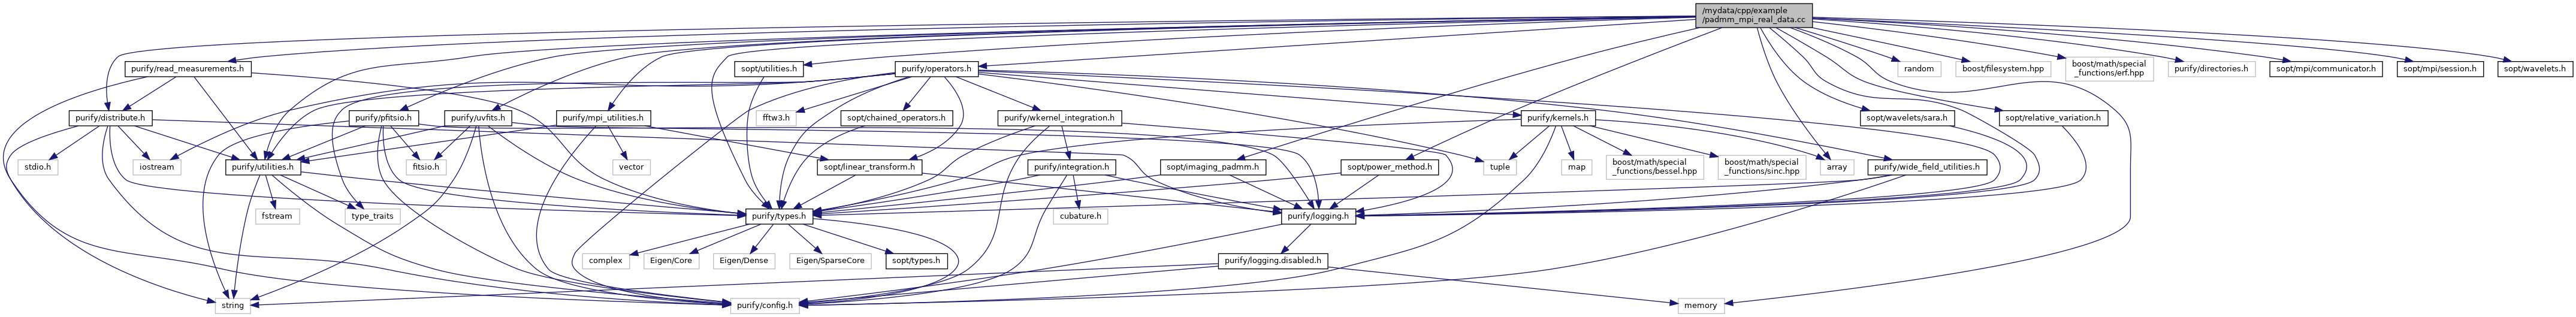 /mydata/cpp/example
/padmm_mpi_real_data.cc
purify/read_measurements.h
sopt/utilities.h
purify/operators.h
random
boost/filesystem.hpp
boost/math/special
_functions/erf.hpp
purify/directories.h
sopt/mpi/communicator.h
sopt/mpi/session.h
sopt/wavelets.h
purify/distribute.h
purify/pfitsio.h
purify/uvfits.h
purify/mpi_utilities.h
fftw3.h
sopt/chained_operators.h
purify/wkernel_integration.h
purify/kernels.h
sopt/wavelets/sara.h
sopt/relative_variation.h
stdio.h
iostream
purify/utilities.h
fitsio.h
vector
sopt/linear_transform.h
purify/integration.h
sopt/imaging_padmm.h
sopt/power_method.h
tuple
map
boost/math/special
_functions/bessel.hpp
boost/math/special
_functions/sinc.hpp
array
purify/wide_field_utilities.h
fstream
type_traits
purify/types.h
cubature.h
purify/logging.h
complex
Eigen/Core
Eigen/Dense
Eigen/SparseCore
sopt/types.h
purify/logging.disabled.h
string
purify/config.h
memory